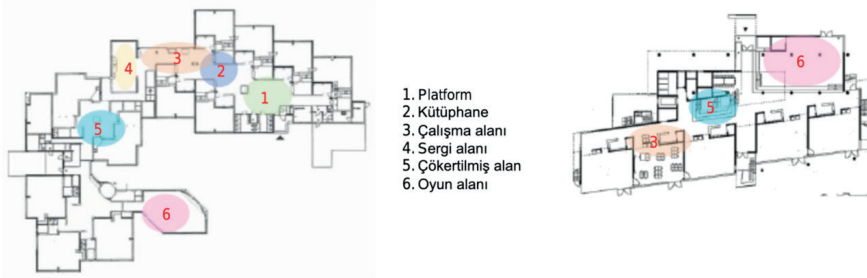 4
3
2
1
5
6
1. Platform
2. Kütüphane
3. Çalışma alanı
4. Sergi alanı
5. Çökertilmiş alan
6. Oyun alanı
6
5
3